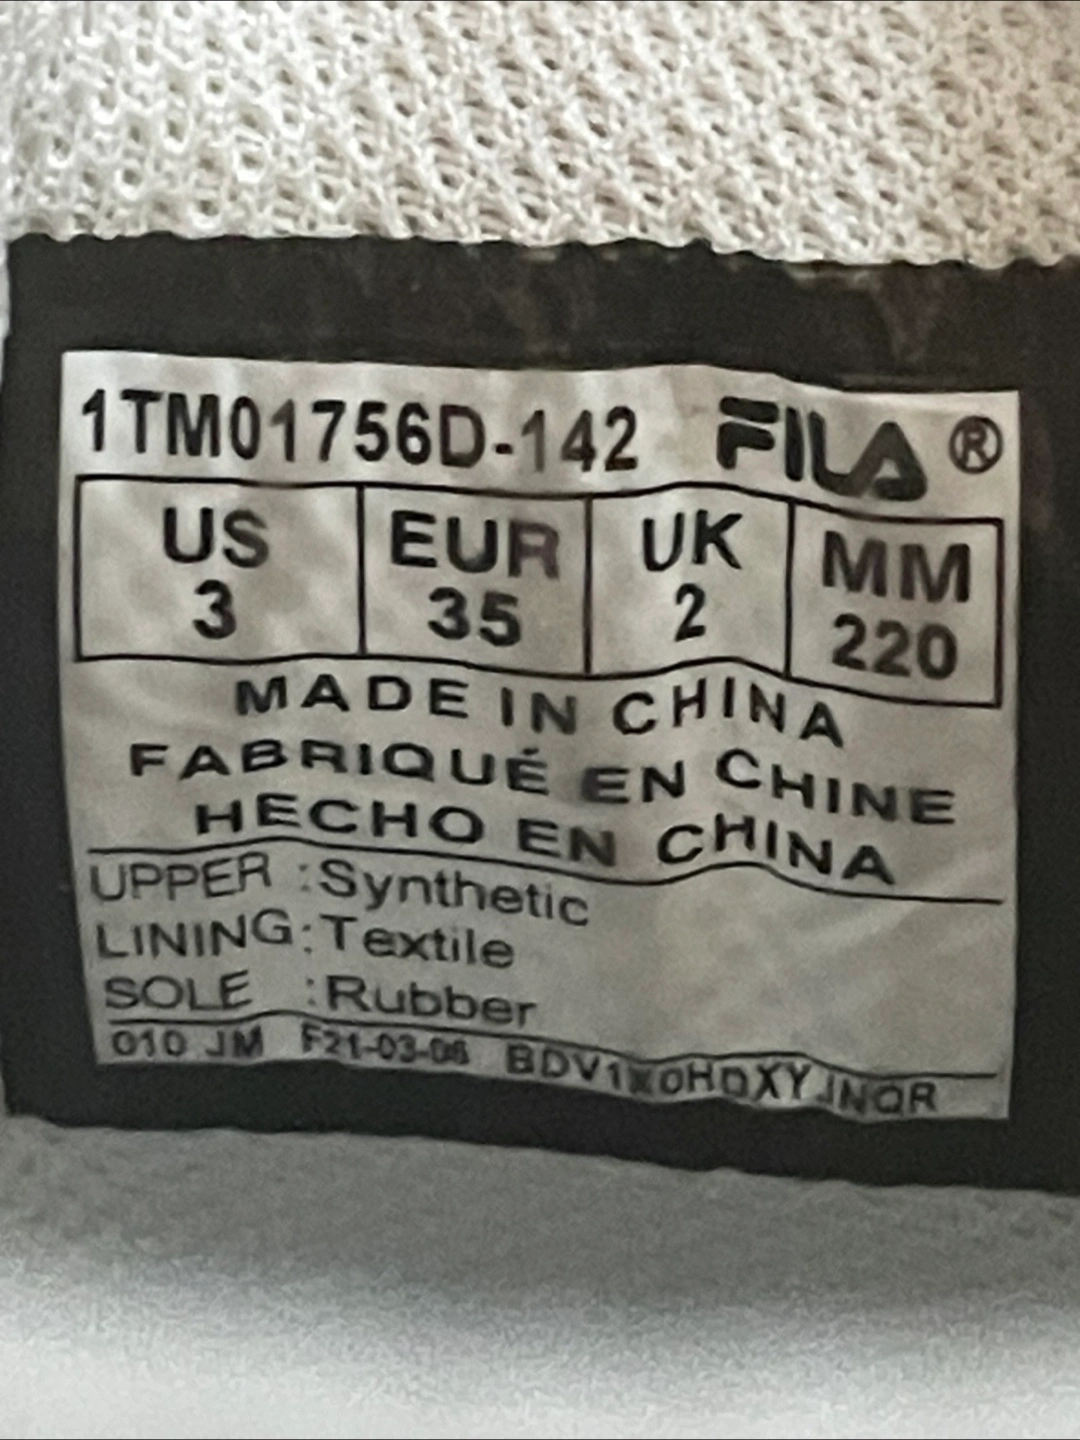 1TM01756D-142 FILA®
US EUR UK MM
3 35 2 220
MADE IN CHINA
FABRIQUÉ EN CHINE
HECHO EN CHINA
UPPER :Synthetic
LINING:Textile
SOLE :Rubber
010 JM F21-03-06